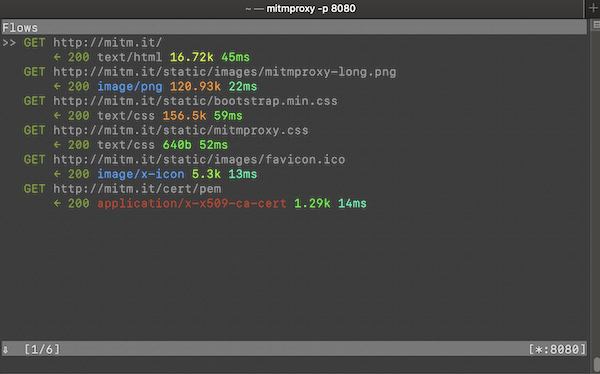 ~ — mitmproxy -p 8080
Flows
>> GET http://mitm.it/
← 200 text/html 16.72k 45ms
GET http://mitm.it/static/images/mitmproxy-long.png
← 200 image/png 120.93k 22ms
GET http://mitm.it/static/bootstrap.min.css
← 200 text/css 156.5k 59ms
GET http://mitm.it/static/mitmproxy.css
← 200 text/css 640b 52ms
GET http://mitm.it/static/images/favicon.ico
← 200 image/x-icon 5.3k 13ms
GET http://mitm.it/cert/pem
← 200 application/x-x509-ca-cert 1.29k 14ms
⇩ [1/6] [*:8080]